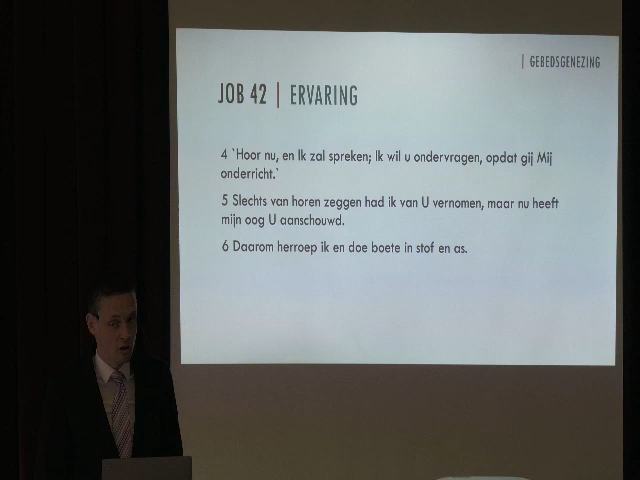 | GEBEDSGENEZING
JOB 42 | ERVARING
4 `Hoor nu, en Ik zal spreken; Ik wil u ondervragen, opdat gij Mij
onderricht.`
5 Slechts van horen zeggen had ik van U vernomen, maar nu heeft
mijn oog U aanschouwd.
6 Daarom herroep ik en doe boete in stof en as.